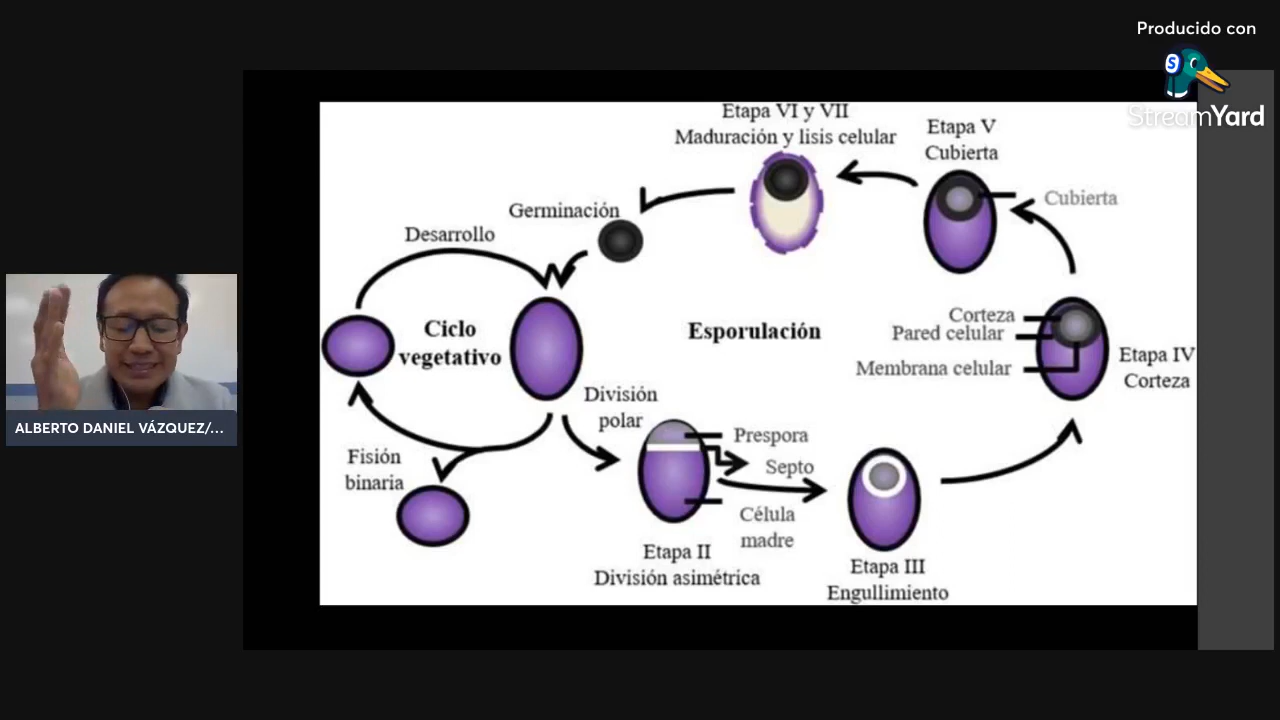 Producido con
StreamYard
Etapa VI y VII
Maduración y lisis celular
Etapa V
Cubierta
Cubierta
Germinación
Desarrollo
Ciclo
vegetativo
Esporulación
Corteza
Pared celular
Membrana celular
Etapa IV
Corteza
División
polar
Prespora
Septo
Célula
madre
Fisión
binaria
Etapa II
División asimétrica
Etapa III
Engullimiento
ALBERTO DANIEL VÁZQUEZ/...